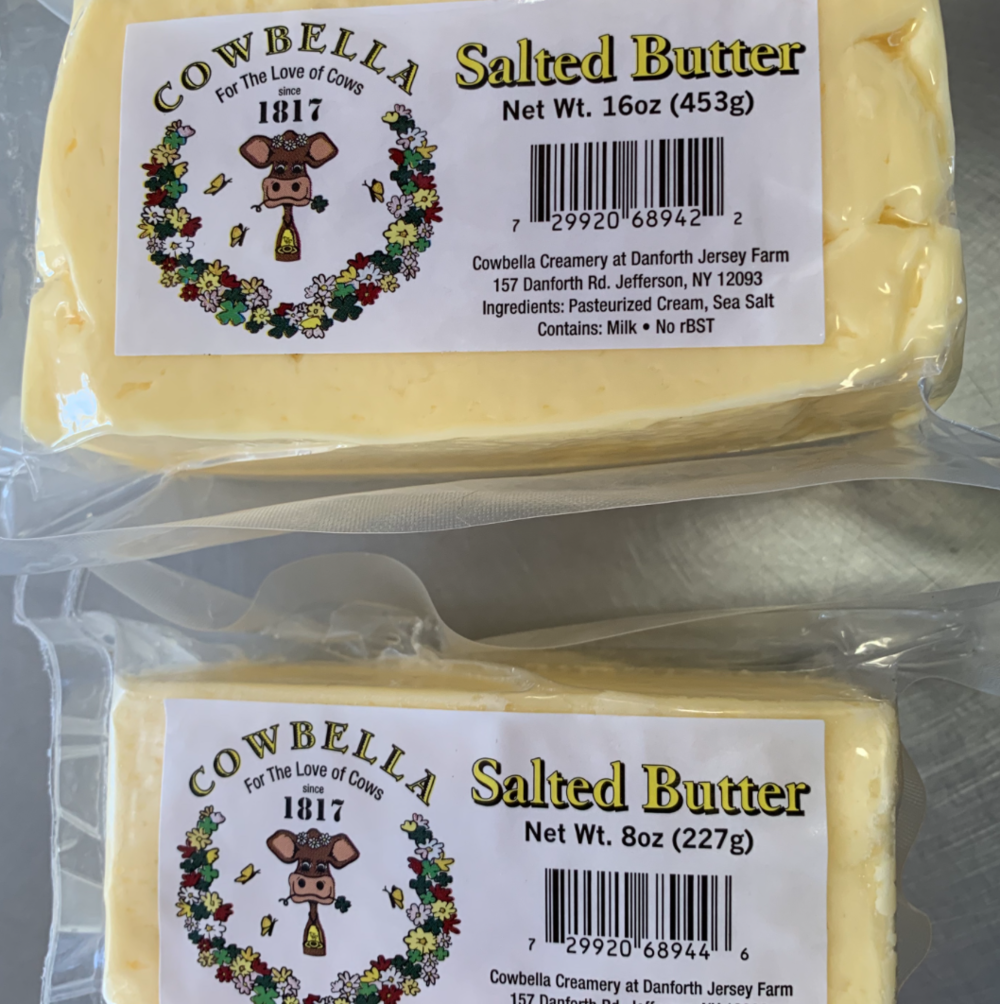 COWBELLA
For The Love of Cows
since
1817
Salted Butter
Net Wt. 16oz (453g)
7 29920 68942 2
Cowbella Creamery at Danforth Jersey Farm
157 Danforth Rd. Jefferson, NY 12093
Ingredients: Pasteurized Cream, Sea Salt
Contains: Milk • No rBST
COWBELLA
For The Love of Cows
since
1817
Salted Butter
Net Wt. 8oz (227g)
7 29920 68944 6
Cowbella Creamery at Danforth Jersey Farm
157 Danforth Rd.